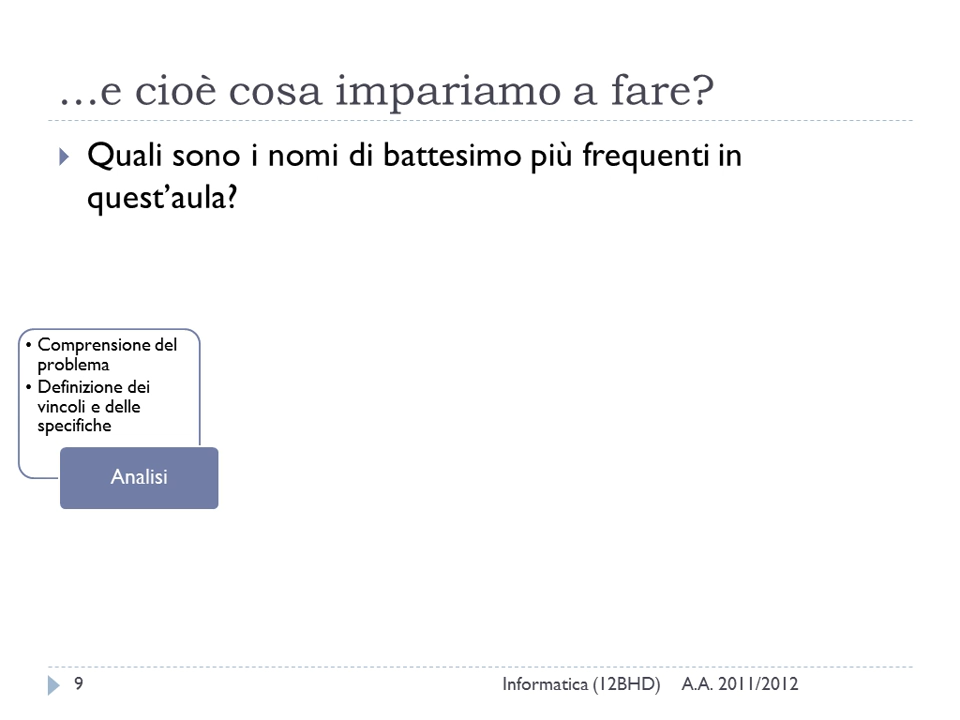 …e cioè cosa impariamo a fare?
Quali sono i nomi di battesimo più frequenti in
quest’aula?
• Comprensione del
problema
• Definizione dei
vincoli e delle
specifiche
Analisi
9
Informatica (12BHD) A.A. 2011/2012